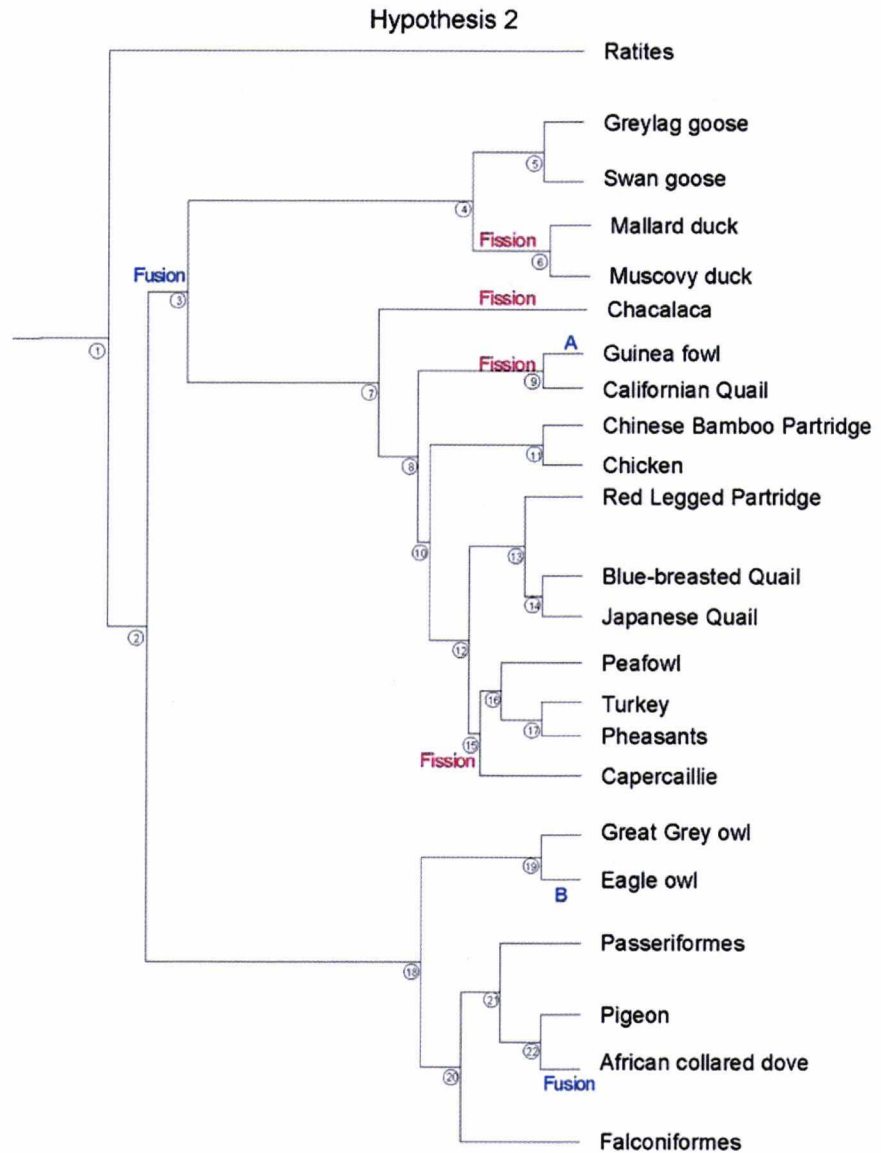 Hypothesis 2
Ratites
Greylag goose
5
Swan goose
4
Mallard duck
Fission
6
Muscovy duck
Fusion
3
Fission
Chacalaca
1
A
Guinea fowl
Fission
9
Californian Quail
7
Chinese Bamboo Partridge
11
Chicken
8
Red Legged Partridge
10
13
Blue-breasted Quail
14
Japanese Quail
2
12
Peafowl
16
Turkey
17
Pheasants
15
Fission
Capercaillie
Great Grey owl
19
Eagle owl
B
Passeriformes
18
21
Pigeon
22
African collared dove
20
Fusion
Falconiformes